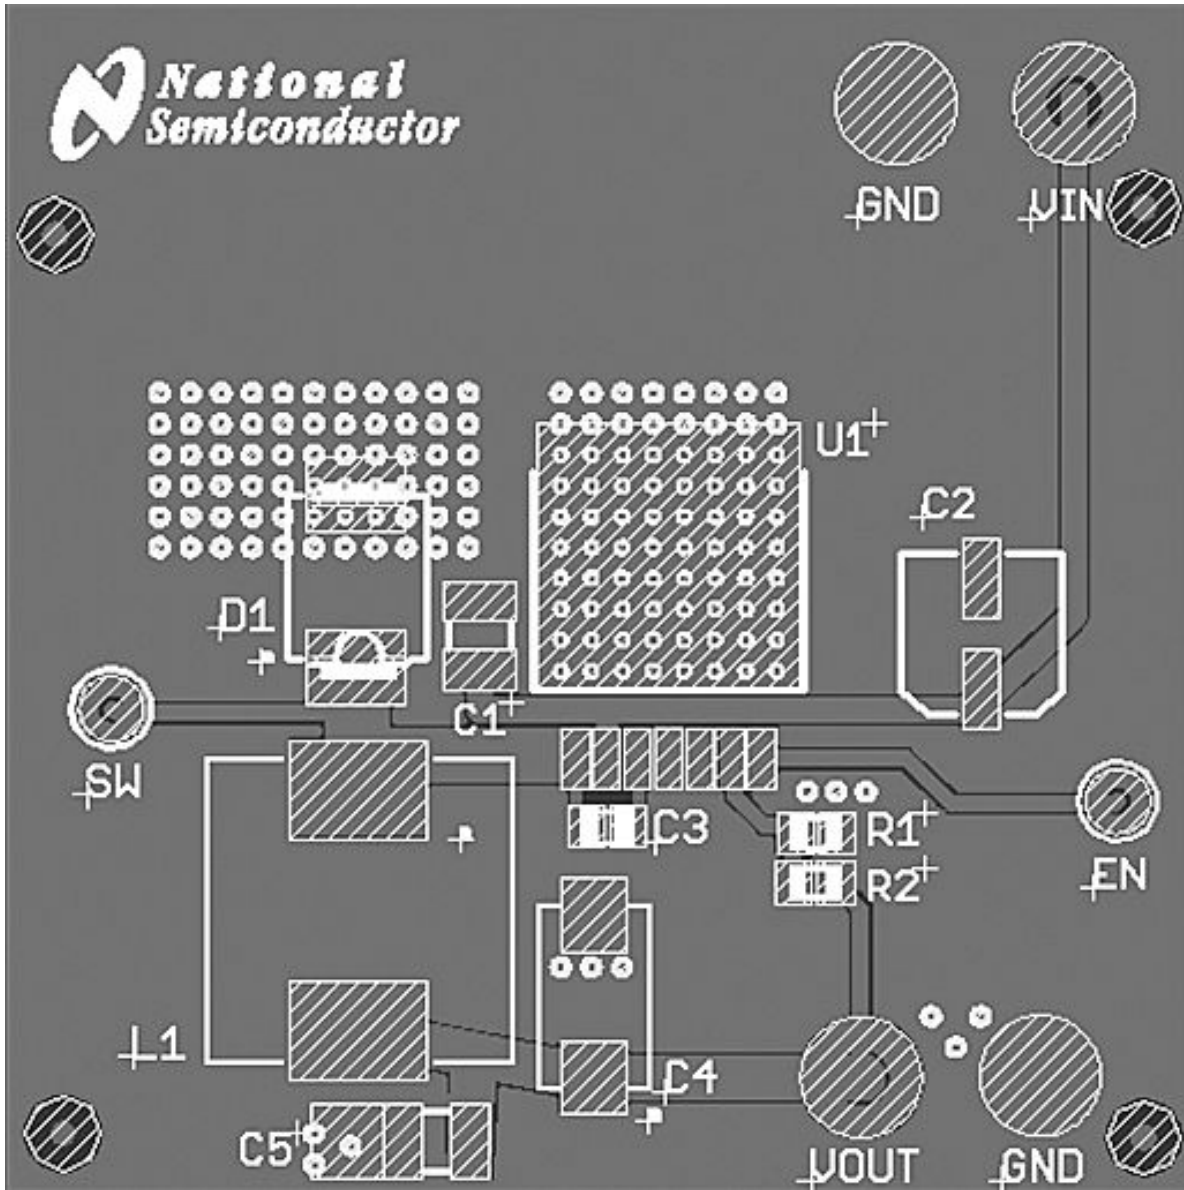 National
Semiconductor
GND
VIN
U1
C2
D1
C1
SW
C3
R1
R2
EN
L1
C4
C5
VOUT
GND